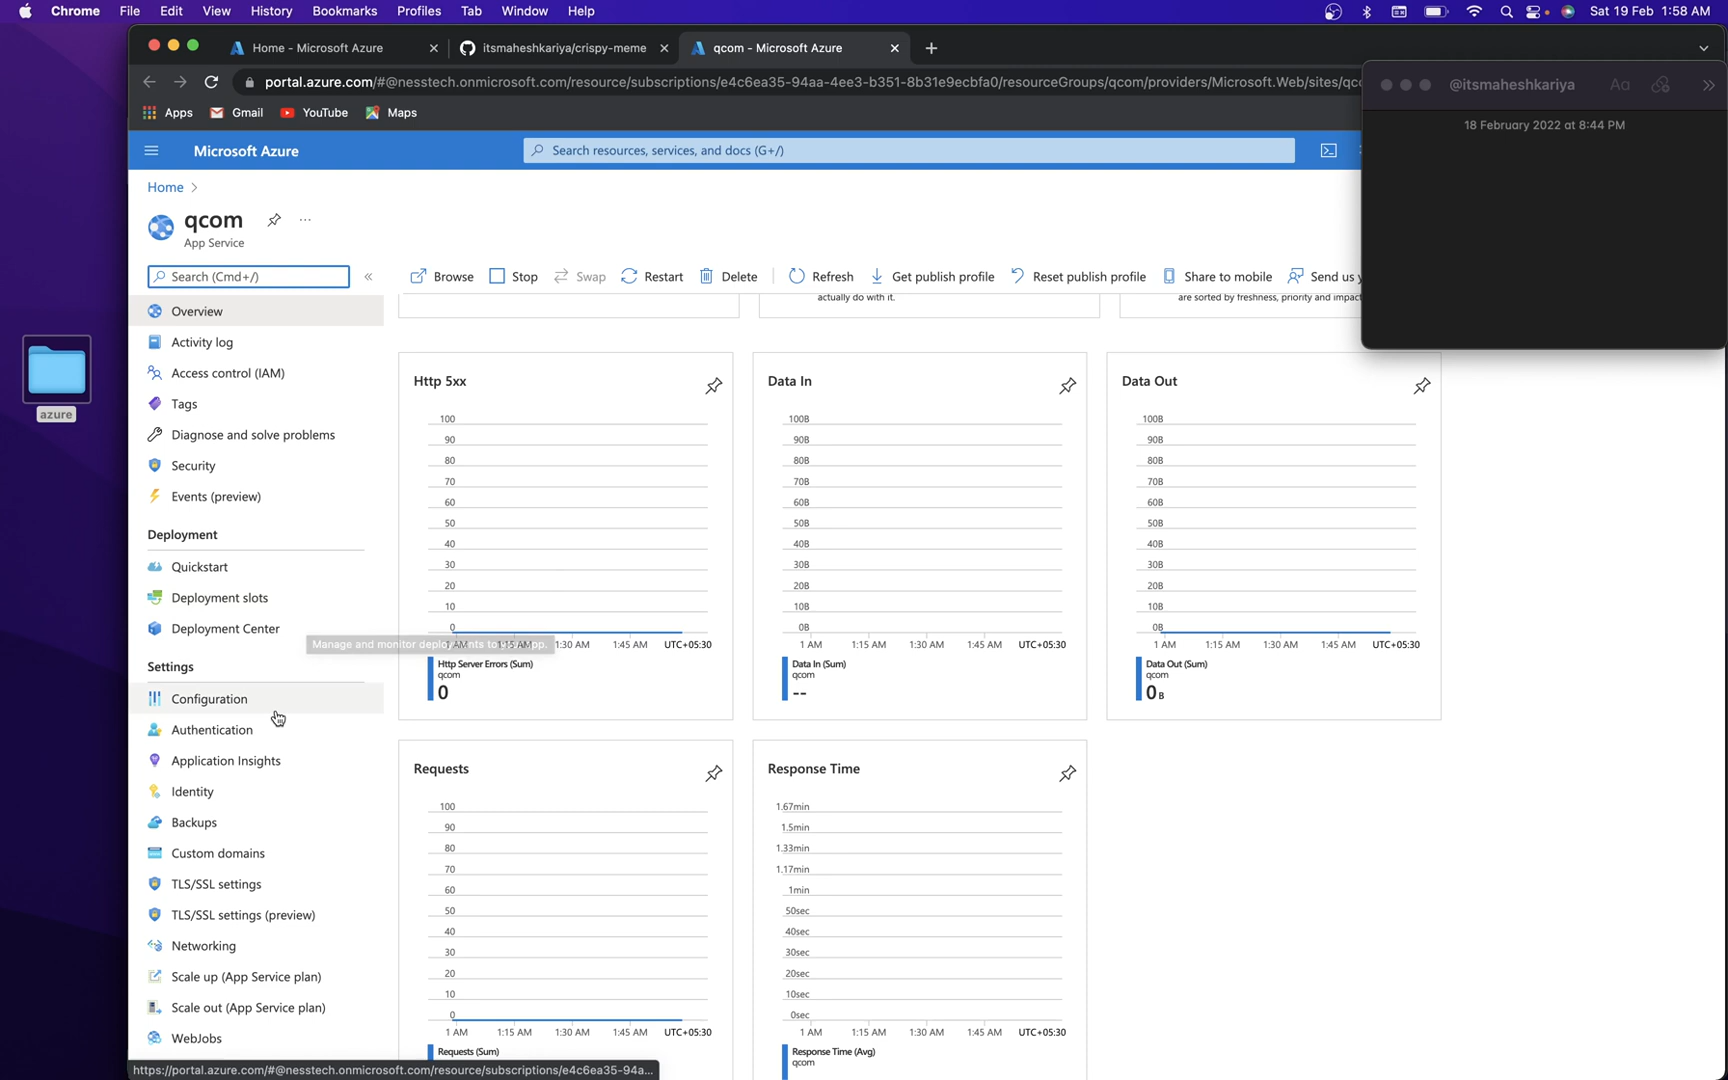 Chrome File Edit View History Bookmarks Profiles Tab Window Help Sat 19 Feb 1:58 AM
Home - Microsoft Azure
itsmaheshkariya/crispy-meme
qcom - Microsoft Azure
portal.azure.com/#@nesstech.onmicrosoft.com/resource/subscriptions/e4c6ea35-94aa-4ee3-b351-8b31e9ecbfa0/resourceGroups/qcom/providers/Microsoft.Web/sites/qc
@itsmaheshkariya Aa
Apps Gmail YouTube Maps
18 February 2022 at 8:44 PM
Microsoft Azure
Search resources, services, and docs (G+/)
Home >
qcom ...
App Service
Search (Cmd+/)
Browse Stop Swap Restart Delete Refresh Get publish profile Reset publish profile Share to mobile Send us y
actually do with it.
are sorted by freshness, priority and impact
Overview
Activity log
Access control (IAM)
Tags
Diagnose and solve problems
Security
Events (preview)
Deployment
Quickstart
Deployment slots
Deployment Center
Manage and monitor deployments to app.
Settings
Configuration
Authentication
Application Insights
Identity
Backups
Custom domains
TLS/SSL settings
TLS/SSL settings (preview)
Networking
Scale up (App Service plan)
Scale out (App Service plan)
WebJobs
https://portal.azure.com/#@nesstech.onmicrosoft.com/resource/subscriptions/e4c6ea35-94a...
Http 5xx
100
90
80
70
60
50
40
30
20
10
0
AM 1:15 AM 1:30 AM 1:45 AM UTC+05:30
Http Server Errors (Sum)
qcom
0
Data In
100B
90B
80B
70B
60B
50B
40B
30B
20B
10B
0B
1 AM 1:15 AM 1:30 AM 1:45 AM UTC+05:30
Data In (Sum)
qcom
--
Data Out
100B
90B
80B
70B
60B
50B
40B
30B
20B
10B
0B
1 AM 1:15 AM 1:30 AM 1:45 AM UTC+05:30
Data Out (Sum)
qcom
0 B
Requests
100
90
80
70
60
50
40
30
20
10
0
1 AM 1:15 AM 1:30 AM 1:45 AM UTC+05:30
Requests (Sum)
Response Time
1.67min
1.5min
1.33min
1.17min
1min
50sec
40sec
30sec
20sec
10sec
0sec
1 AM 1:15 AM 1:30 AM 1:45 AM UTC+05:30
Response Time (Avg)
qcom
azure